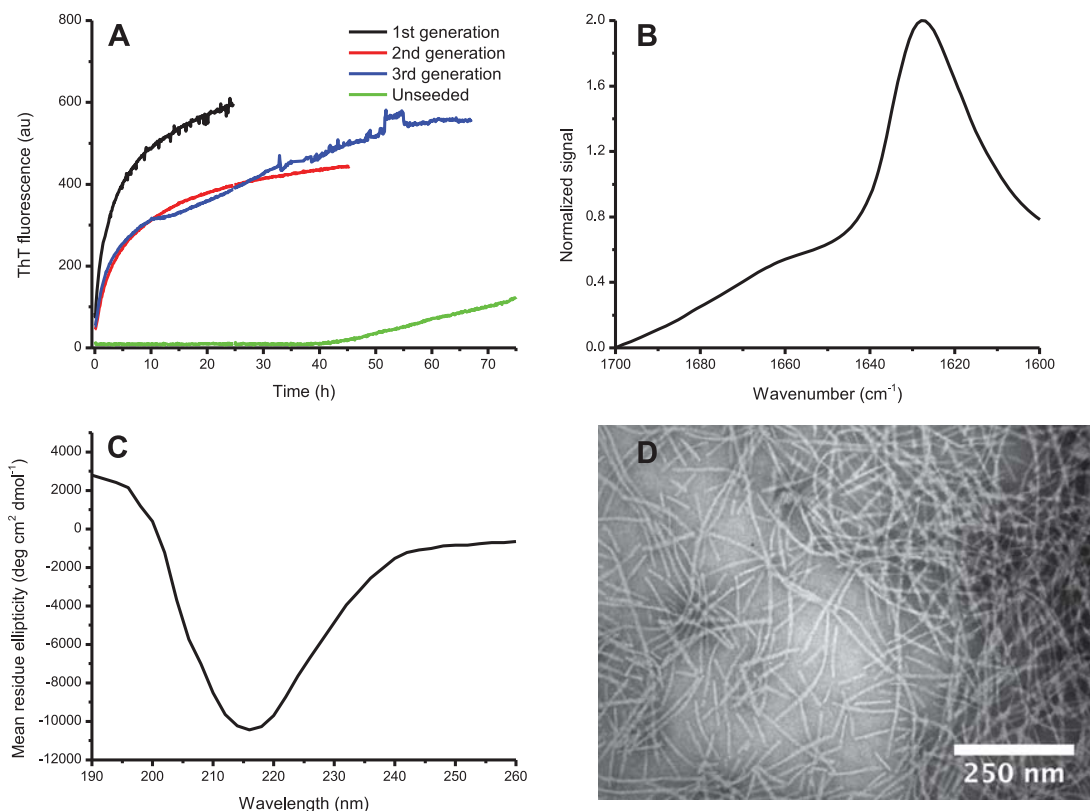 A
800
600
400
200
0
ThT fluorescence (au)
1st generation
2nd generation
3rd generation
Unseeded
0 10 20 30 40 50 60 70
Time (h)
B
2.0
1.6
1.2
0.8
0.4
0.0
Normalized signal
1700 1680 1660 1640 1620 1600
Wavenumber (cm⁻¹)
C
4000
2000
0
-2000
-4000
-6000
-8000
-10000
-12000
Mean residue ellipticity (deg cm² dmol⁻¹)
190 200 210 220 230 240 250 260
Wavelength (nm)
D
250 nm